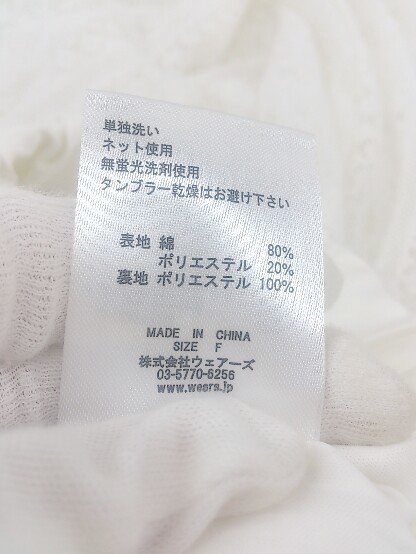 単独洗い
ネット使用
無蛍光洗剤使用
タンブラー乾燥はお避け下さい
表地 綿 80%
ポリエステル 20%
裏地 ポリエステル 100%
MADE IN CHINA
SIZE F
株式会社ウェアーズ
03-5770-6256
www.wears.jp